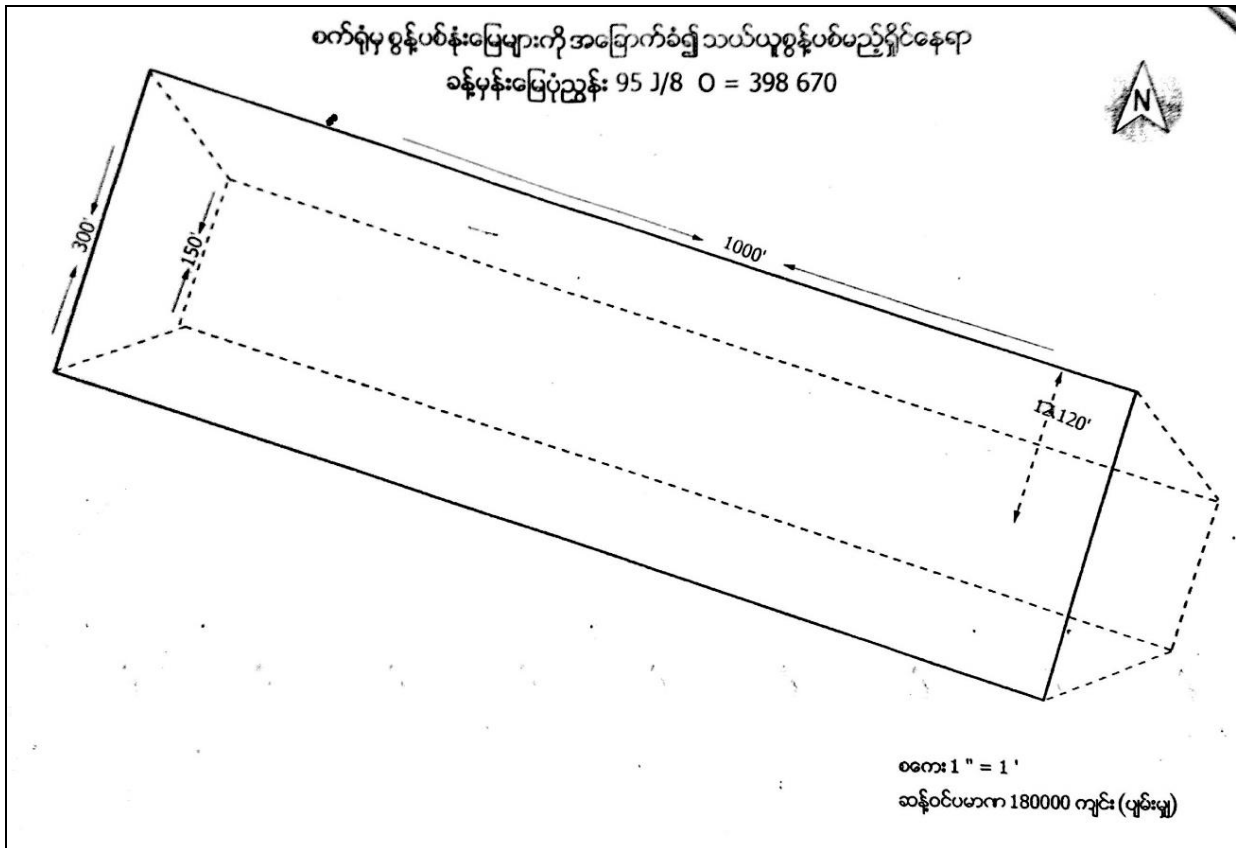 စက်ရုံမှ စွန့်ပစ်နုံးမြေများကို အခြောက်ခံ၍ သယ်ယူစွန့်ပစ်မည့်ရှိုင်နေရာ
ခန့်မှန်းမြေပုံညွှန်း 95 J/8 O = 398 670
N
300'
150'
1000'
120'
စကေး 1 " = 1 '
ဆန့်ဝင်ပမာဏ 180000 ကျင်း (ပျမ်းမျှ)